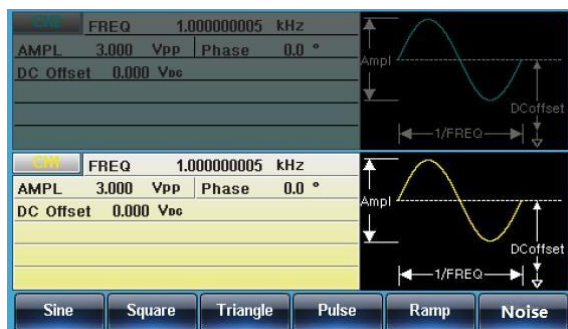 CH2 FREQ 1.000000005 kHz
AMPL 3.000 Vpp Phase 0.0 °
DC Offset 0.000 VDC
Ampl
DCoffset
1/FREQ
CH1 FREQ 1.000000005 kHz
AMPL 3.000 Vpp Phase 0.0 °
DC Offset 0.000 VDC
Ampl
DCoffset
1/FREQ
Sine Square Triangle Pulse Ramp Noise